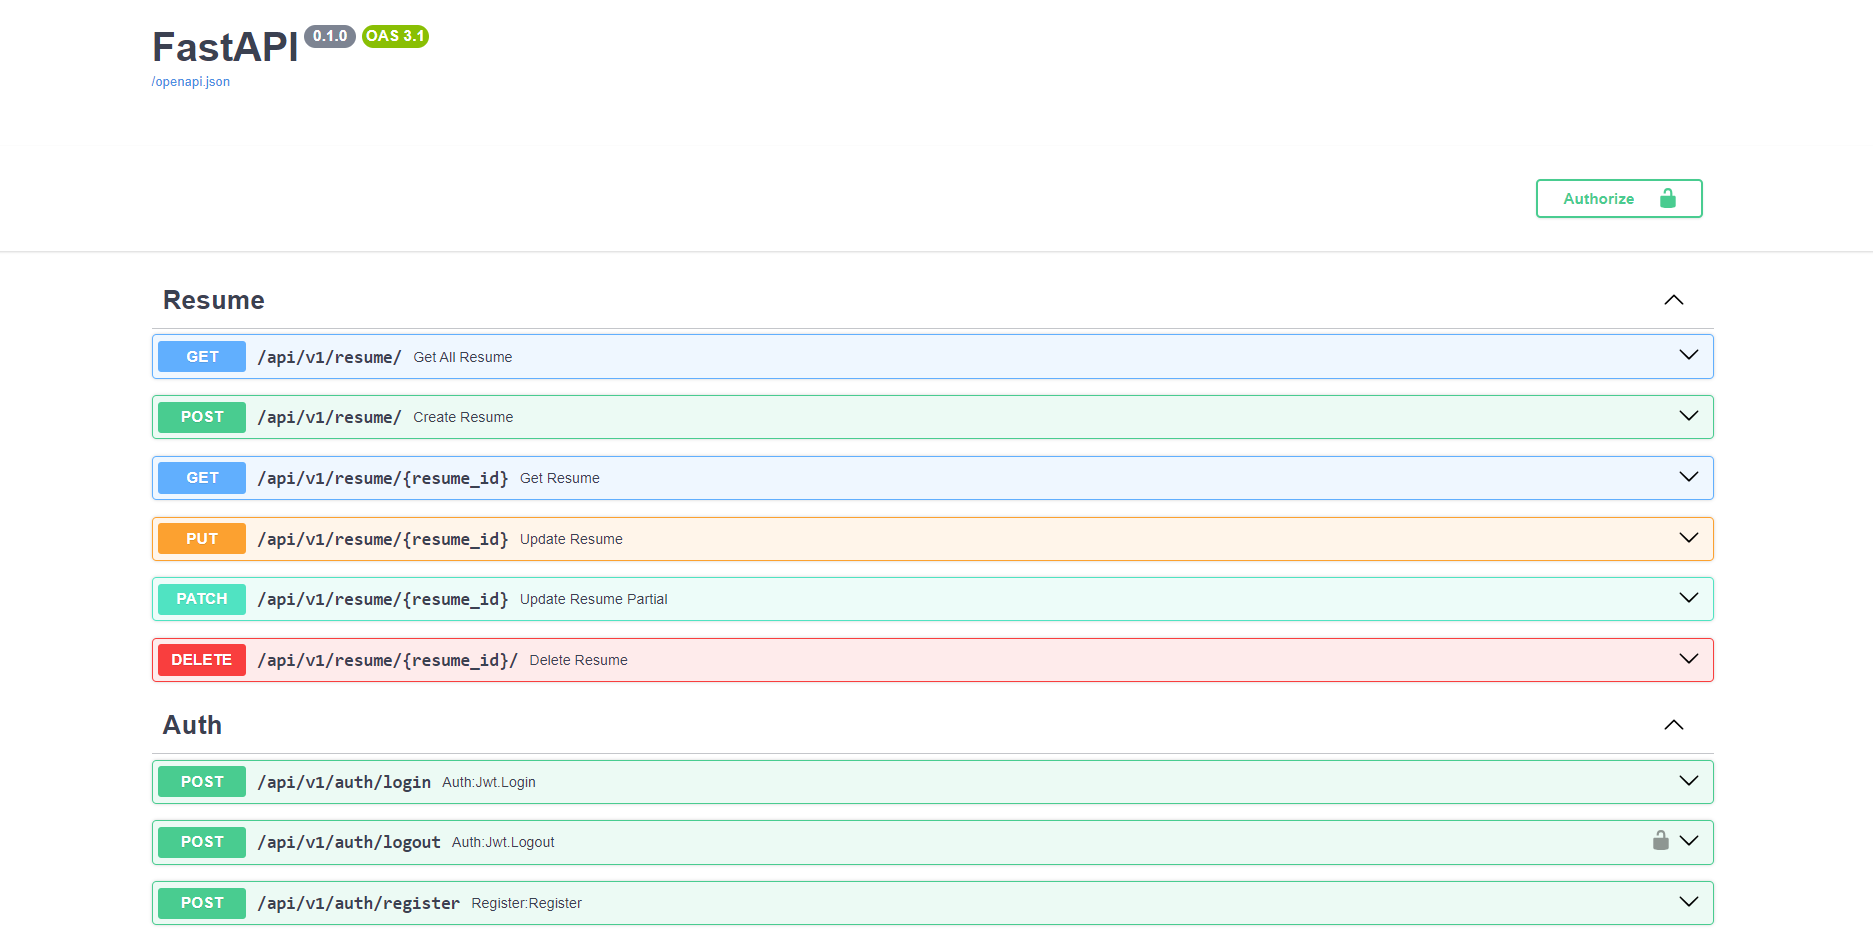 FastAPI 0.1.0 OAS 3.1
/openapi.json
Authorize
Resume
GET /api/v1/resume/ Get All Resume
POST /api/v1/resume/ Create Resume
GET /api/v1/resume/{resume_id} Get Resume
PUT /api/v1/resume/{resume_id} Update Resume
PATCH /api/v1/resume/{resume_id} Update Resume Partial
DELETE /api/v1/resume/{resume_id}/ Delete Resume
Auth
POST /api/v1/auth/login Auth:Jwt.Login
POST /api/v1/auth/logout Auth:Jwt.Logout
POST /api/v1/auth/register Register:Register